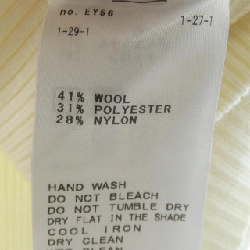 no. EY56
1-27-1
1-29-1
41% WOOL
31% POLYESTER
28% NYLON
HAND WASH
DO NOT BLEACH
DO NOT TUMBLE DRY
DRY FLAT IN THE SHADE
COOL IRON
DRY CLEAN
CLEAN